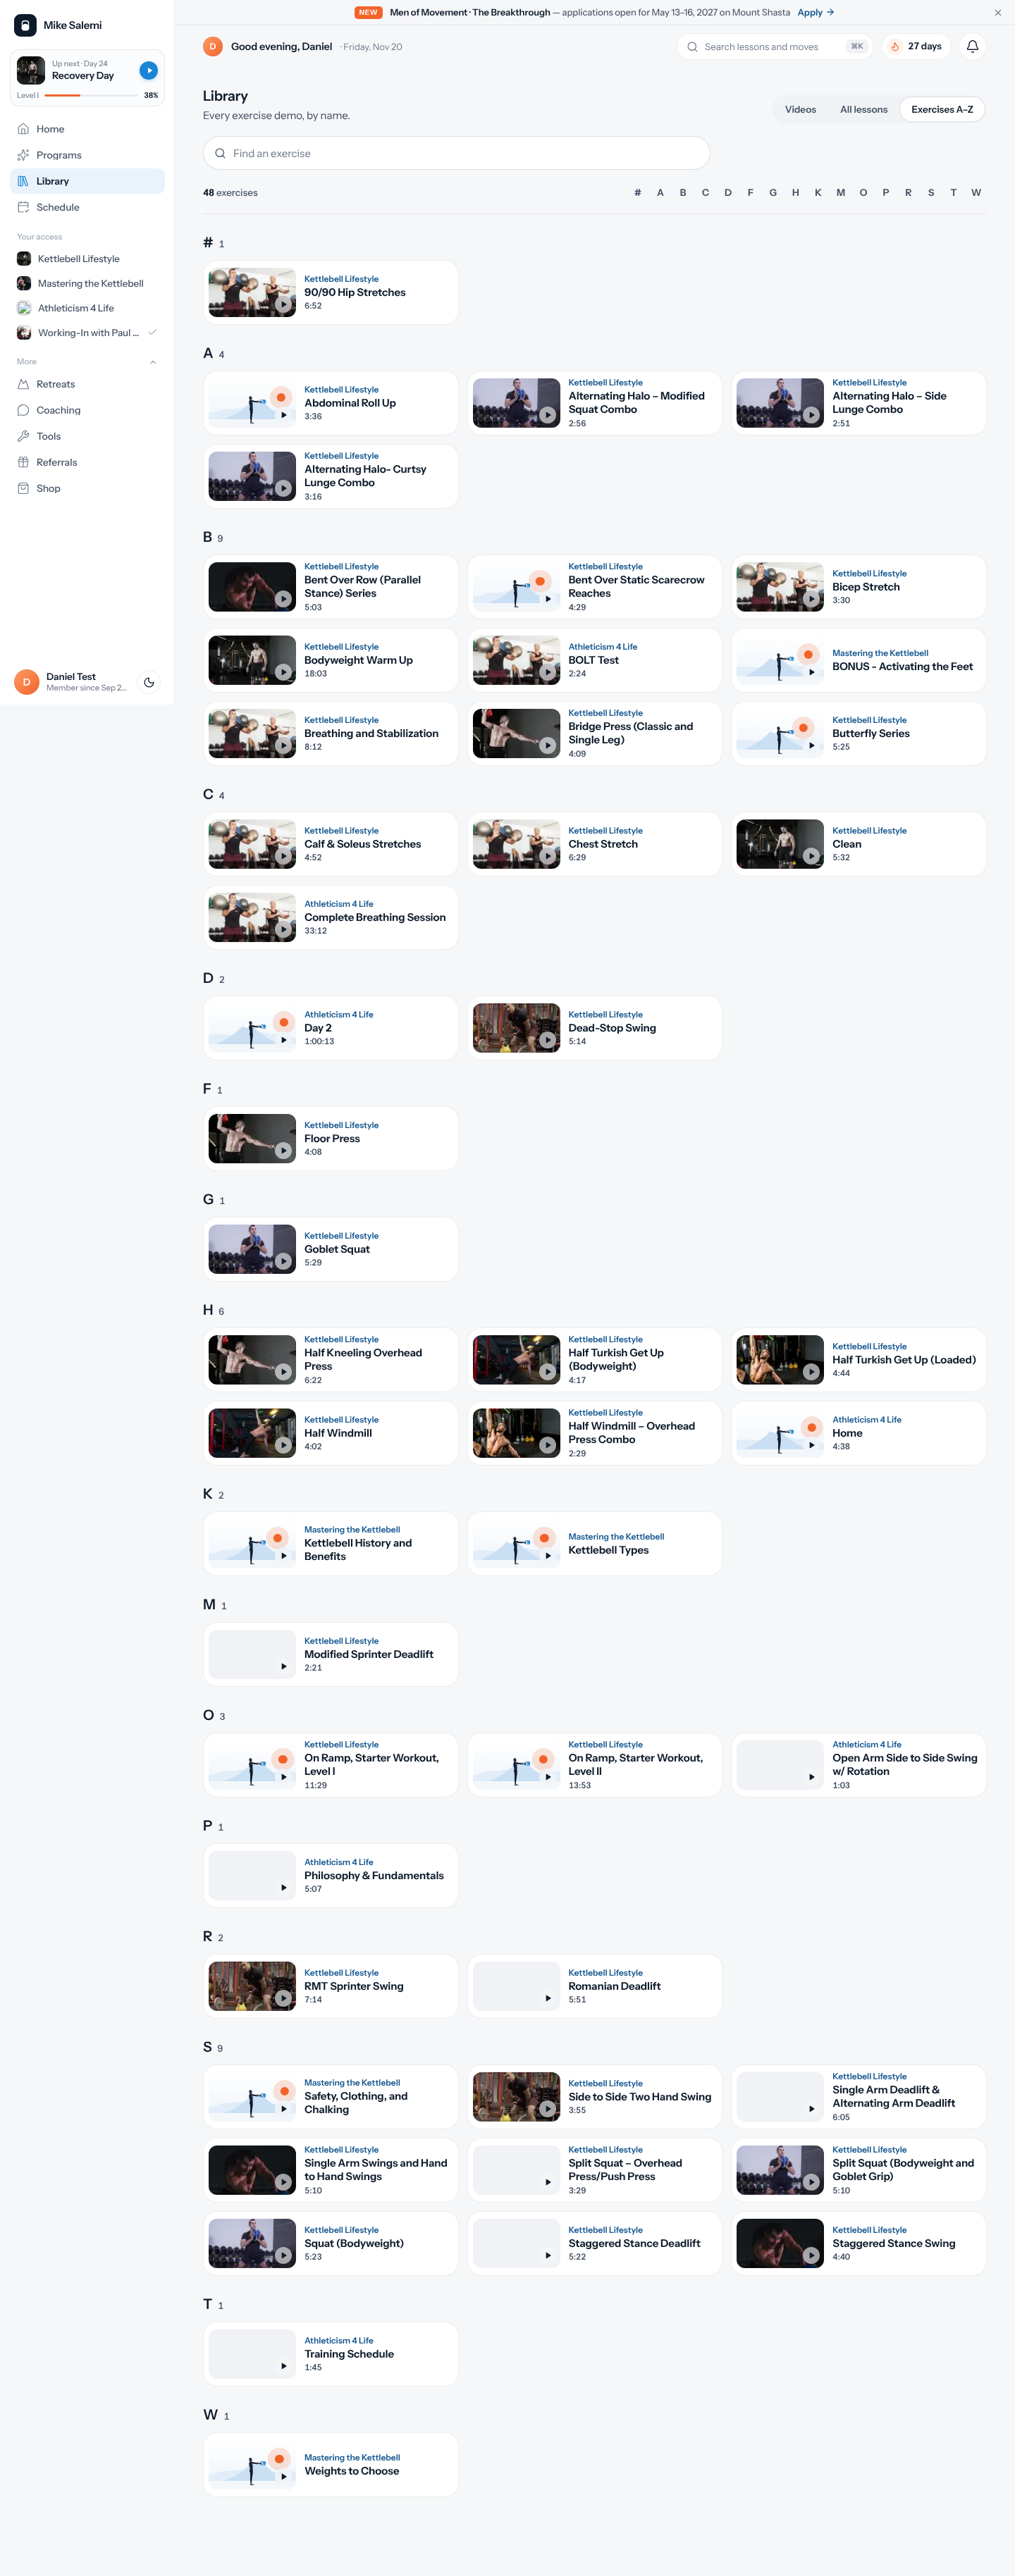 Mike Salemi
Up next · Day 24
Recovery Day
Level I
38%
Home
Programs
Library
Schedule
Your access
Kettlebell Lifestyle
Mastering the Kettlebell
Athleticism 4 Life
Working-In with Paul ...
More
Retreats
Coaching
Tools
Referrals
Shop
D
Daniel Test
Member since Sep 2...
NEW Men of Movement · The Breakthrough — applications open for May 13–16, 2027 on Mount Shasta Apply →
D Good evening, Daniel · Friday, Nov 20
Search lessons and moves ⌘K
27 days
Library
Every exercise demo, by name.
Videos All lessons Exercises A–Z
Find an exercise
48 exercises
# A B C D F G H K M O P R S T W
# 1
Kettlebell Lifestyle
90/90 Hip Stretches
6:52
A 4
Kettlebell Lifestyle
Abdominal Roll Up
3:36
Kettlebell Lifestyle
Alternating Halo – Modified
Squat Combo
2:56
Kettlebell Lifestyle
Alternating Halo – Side
Lunge Combo
2:51
Kettlebell Lifestyle
Alternating Halo- Curtsy
Lunge Combo
3:16
B 9
Kettlebell Lifestyle
Bent Over Row (Parallel
Stance) Series
5:03
Kettlebell Lifestyle
Bent Over Static Scarecrow
Reaches
4:29
Kettlebell Lifestyle
Bicep Stretch
3:30
Kettlebell Lifestyle
Bodyweight Warm Up
18:03
Athleticism 4 Life
BOLT Test
2:24
Mastering the Kettlebell
BONUS - Activating the Feet
Kettlebell Lifestyle
Breathing and Stabilization
8:12
Kettlebell Lifestyle
Bridge Press (Classic and
Single Leg)
4:09
Kettlebell Lifestyle
Butterfly Series
5:25
C 4
Kettlebell Lifestyle
Calf & Soleus Stretches
4:52
Kettlebell Lifestyle
Chest Stretch
6:29
Kettlebell Lifestyle
Clean
5:32
Athleticism 4 Life
Complete Breathing Session
33:12
D 2
Athleticism 4 Life
Day 2
1:00:13
Kettlebell Lifestyle
Dead-Stop Swing
5:14
F 1
Kettlebell Lifestyle
Floor Press
4:08
G 1
Kettlebell Lifestyle
Goblet Squat
5:29
H 6
Kettlebell Lifestyle
Half Kneeling Overhead
Press
6:22
Kettlebell Lifestyle
Half Turkish Get Up
(Bodyweight)
4:17
Kettlebell Lifestyle
Half Turkish Get Up (Loaded)
4:44
Kettlebell Lifestyle
Half Windmill
4:02
Kettlebell Lifestyle
Half Windmill – Overhead
Press Combo
2:29
Athleticism 4 Life
Home
4:38
K 2
Mastering the Kettlebell
Kettlebell History and
Benefits
Mastering the Kettlebell
Kettlebell Types
M 1
Kettlebell Lifestyle
Modified Sprinter Deadlift
2:21
O 3
Kettlebell Lifestyle
On Ramp, Starter Workout,
Level I
11:29
Kettlebell Lifestyle
On Ramp, Starter Workout,
Level II
13:53
Athleticism 4 Life
Open Arm Side to Side Swing
w/ Rotation
1:03
P 1
Athleticism 4 Life
Philosophy & Fundamentals
5:07
R 2
Kettlebell Lifestyle
RMT Sprinter Swing
7:14
Kettlebell Lifestyle
Romanian Deadlift
5:51
S 9
Mastering the Kettlebell
Safety, Clothing, and
Chalking
Kettlebell Lifestyle
Side to Side Two Hand Swing
3:55
Kettlebell Lifestyle
Single Arm Deadlift &
Alternating Arm Deadlift
6:05
Kettlebell Lifestyle
Single Arm Swings and Hand
to Hand Swings
5:10
Kettlebell Lifestyle
Split Squat – Overhead
Press/Push Press
3:29
Kettlebell Lifestyle
Split Squat (Bodyweight and
Goblet Grip)
5:10
Kettlebell Lifestyle
Squat (Bodyweight)
5:23
Kettlebell Lifestyle
Staggered Stance Deadlift
5:22
Kettlebell Lifestyle
Staggered Stance Swing
4:40
T 1
Athleticism 4 Life
Training Schedule
1:45
W 1
Mastering the Kettlebell
Weights to Choose